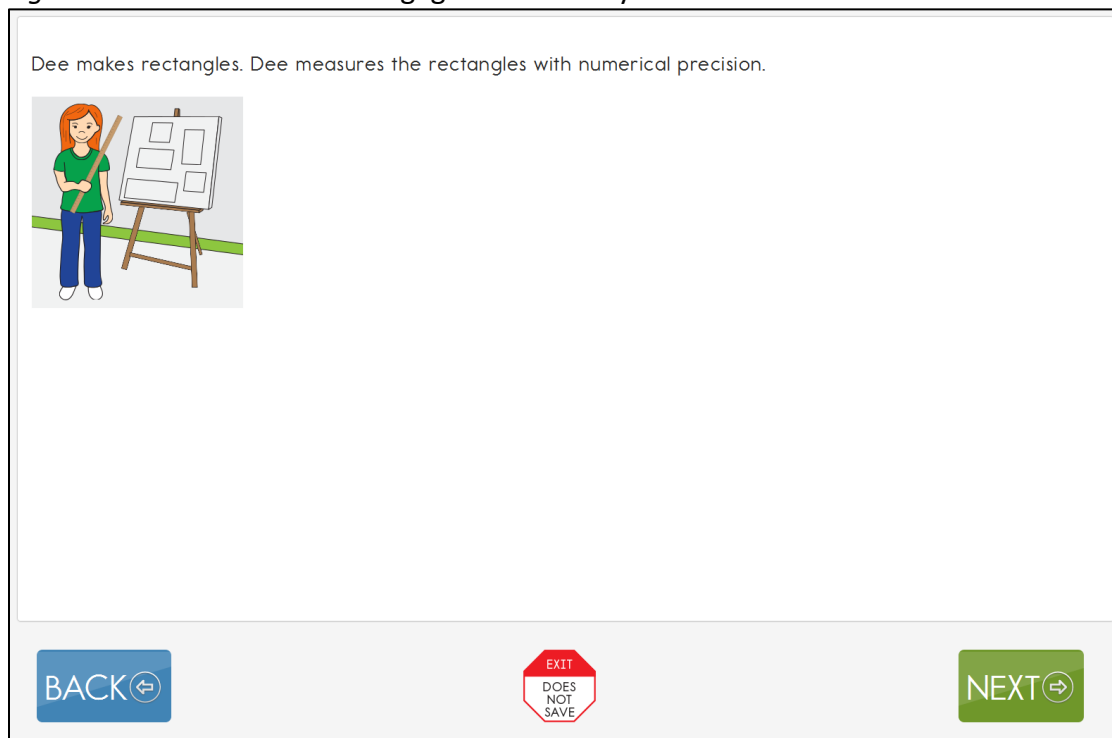 Dee makes rectangles. Dee measures the rectangles with numerical precision.
BACK
EXIT
DOES
NOT
SAVE
NEXT